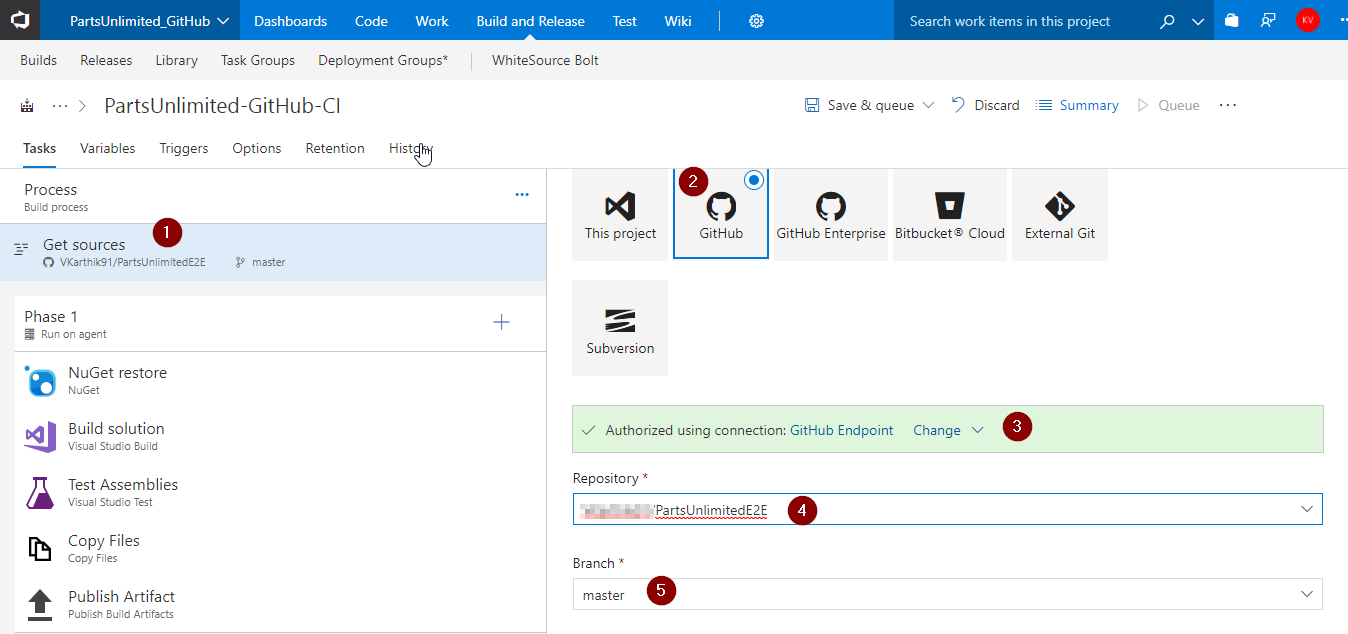 PartsUnlimited_GitHub Dashboards Code Work Build and Release Test Wiki Search work items in this project KV
Builds Releases Library Task Groups Deployment Groups* WhiteSource Bolt
... > PartsUnlimited-GitHub-CI Save & queue Discard Summary Queue ...
Tasks Variables Triggers Options Retention History
Process ...
Build process
1
Get sources
VKarthik91/PartsUnlimitedE2E master
Phase 1
Run on agent
NuGet restore
NuGet
Build solution
Visual Studio Build
Test Assemblies
Visual Studio Test
Copy Files
Copy Files
Publish Artifact
Publish Build Artifacts
2
This project GitHub GitHub Enterprise Bitbucket® Cloud External Git
Subversion
Authorized using connection: GitHub Endpoint Change 3
Repository *
/PartsUnlimitedE2E 4
Branch *
master 5